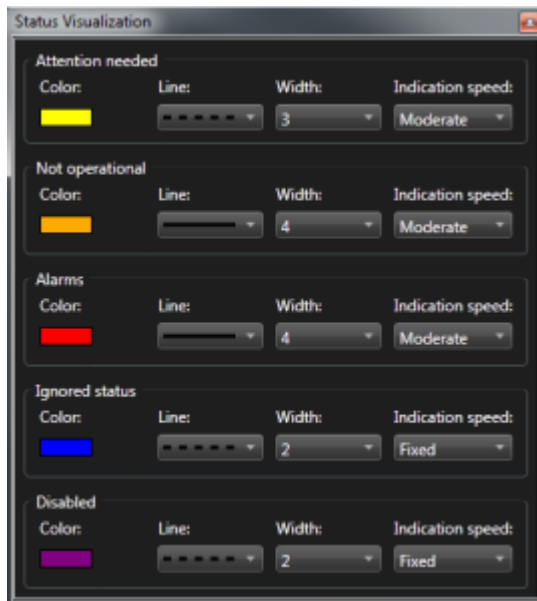 Status Visualization
Attention needed
Color: Line: Width: Indication speed:
3 Moderate
Not operational
Color: Line: Width: Indication speed:
4 Moderate
Alarms
Color: Line: Width: Indication speed:
4 Moderate
Ignored status
Color: Line: Width: Indication speed:
2 Fixed
Disabled
Color: Line: Width: Indication speed:
2 Fixed